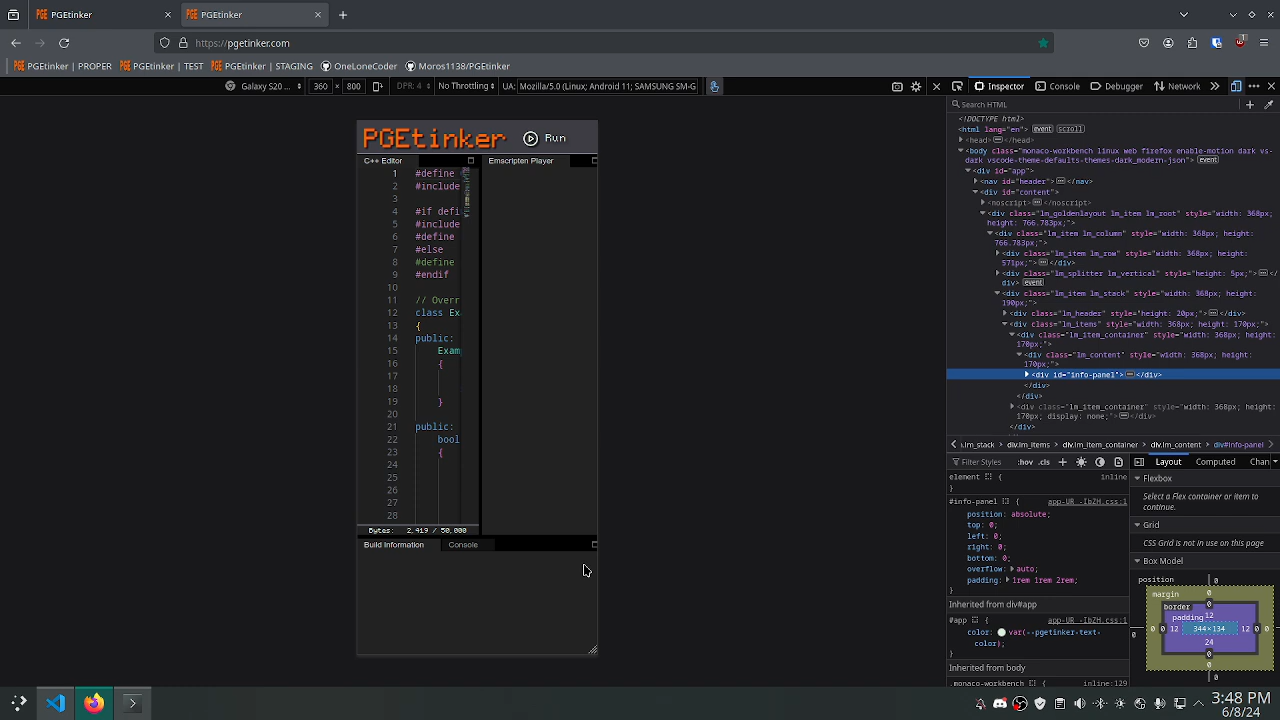 PGEtinker
PGEtinker
https://pgetinker.com
PGEtinker | PROPER
PGEtinker | TEST
PGEtinker | STAGING
OneLoneCoder
Moros1138/PGEtinker
Galaxy S20 ...
360 × 800
DPR: 4
No Throttling
UA: Mozilla/5.0 (Linux; Android 11; SAMSUNG SM-G
Inspector
Console
Debugger
Network
PGEtinker
Run
C++ Editor
Emscripten Player
1 #define
2 #include
3
4 #if defi
5 #include
6 #define
7 #else
8 #define
9 #endif
10
11 // Overr
12 class Ex
13 {
14 public:
15 Exam
16 {
17
18
19 }
20
21 public:
22 bool
23 {
24
25
26
27
28
Bytes: 2,419 / 50,000
Build Information
Console
Search HTML
<!DOCTYPE html>
<html lang="en"> event scroll
<head> </head>
<body class="monaco-workbench linux web firefox enable-motion dark vs-
dark vscode-theme-defaults-themes-dark_modern-json"> event
<div id="app">
<nav id="header"> </nav>
<div id="content">
<noscript> </noscript>
<div class="lm_goldenlayout lm_item lm_root" style="width: 368px;
height: 766.783px;">
<div class="lm_item lm_column" style="width: 368px; height:
766.783px;">
<div class="lm_item lm_row" style="width: 368px; height:
571px;"> </div>
<div class="lm_splitter lm_vertical" style="height: 5px;"> </
div> event
<div class="lm_item lm_stack" style="width: 368px; height:
190px;">
<div class="lm_header" style="height: 20px;"> </div>
<div class="lm_items" style="width: 368px; height: 170px;">
<div class="lm_item_container" style="width: 368px; height:
170px;">
<div class="lm_content" style="width: 368px; height:
170px;">
<div id="info-panel"> </div>
</div>
</div>
<div class="lm_item_container" style="width: 368px; height:
170px; display: none;"> </div>
</div>
.lm_stack
div.lm_items
div.lm_item_container
div.lm_content
div#info-panel
Filter Styles
:hov .cls
element { inline
}
#info-panel { app-UR_-IbZH.css:1
position: absolute;
top: 0;
left: 0;
right: 0;
bottom: 0;
overflow: auto;
padding: 1rem 1rem 2rem;
}
Inherited from div#app
#app { app-UR_-IbZH.css:1
color: var(--pgetinker-text-
color);
}
Inherited from body
.monaco-workbench { inline:129
Layout
Computed
Chan
Flexbox
Select a Flex container or item to
continue.
Grid
CSS Grid is not in use on this page
Box Model
position 0
margin 0
border 0
padding 12
0 0 0 12 344×134 12 0 0 0
24
0
0
0
3:48 PM
6/8/24